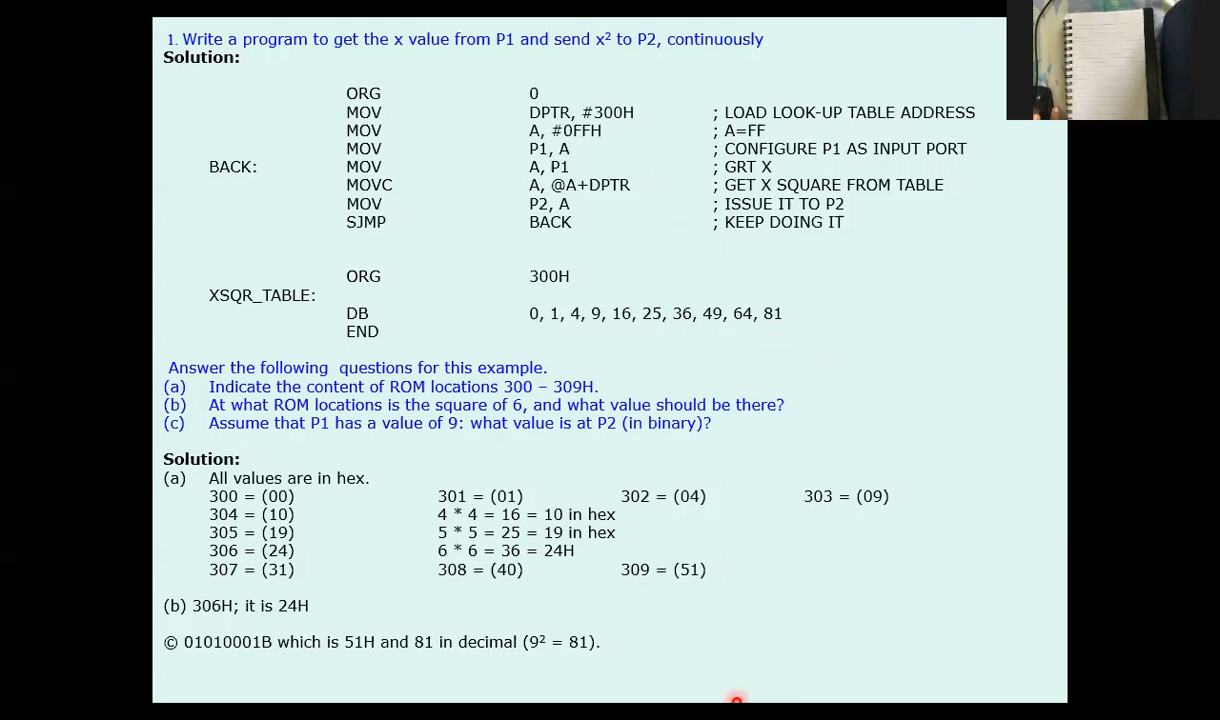 1. Write a program to get the x value from P1 and send x² to P2, continuously
Solution:
ORG 0
MOV DPTR, #300H ; LOAD LOOK-UP TABLE ADDRESS
MOV A, #0FFH ; A=FF
MOV P1, A ; CONFIGURE P1 AS INPUT PORT
BACK: MOV A, P1 ; GRT X
MOVC A, @A+DPTR ; GET X SQUARE FROM TABLE
MOV P2, A ; ISSUE IT TO P2
SJMP BACK ; KEEP DOING IT
ORG 300H
XSQR_TABLE:
DB 0, 1, 4, 9, 16, 25, 36, 49, 64, 81
END
Answer the following questions for this example.
(a) Indicate the content of ROM locations 300 – 309H.
(b) At what ROM locations is the square of 6, and what value should be there?
(c) Assume that P1 has a value of 9: what value is at P2 (in binary)?
Solution:
(a) All values are in hex.
300 = (00) 301 = (01) 302 = (04) 303 = (09)
304 = (10) 4 * 4 = 16 = 10 in hex
305 = (19) 5 * 5 = 25 = 19 in hex
306 = (24) 6 * 6 = 36 = 24H
307 = (31) 308 = (40) 309 = (51)
(b) 306H; it is 24H
© 01010001B which is 51H and 81 in decimal (9² = 81).